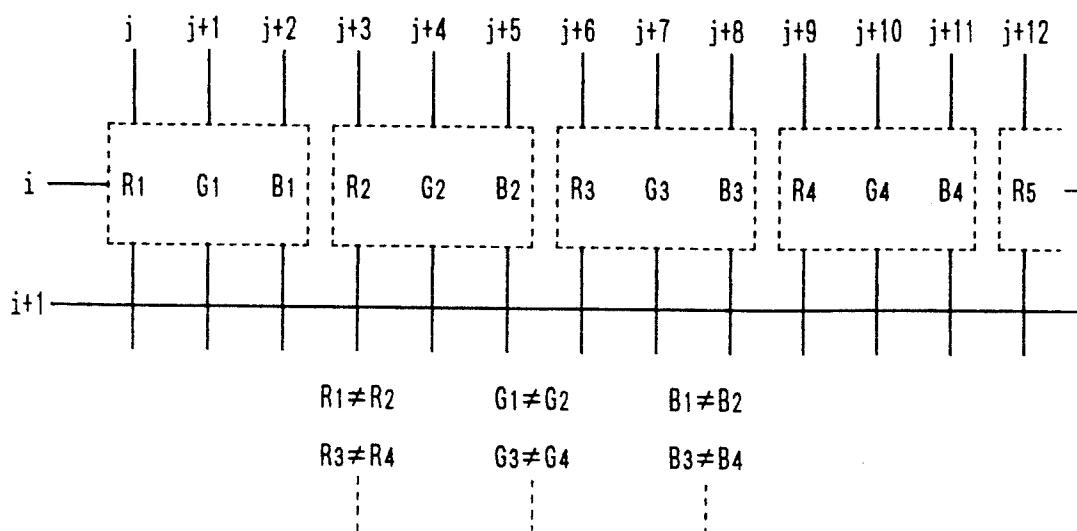 j j+1 j+2 j+3 j+4 j+5 j+6 j+7 j+8 j+9 j+10 j+11 j+12
i R1 G1 B1 R2 G2 B2 R3 G3 B3 R4 G4 B4 R5
i+1
R1≠R2 G1≠G2 B1≠B2
R3≠R4 G3≠G4 B3≠B4